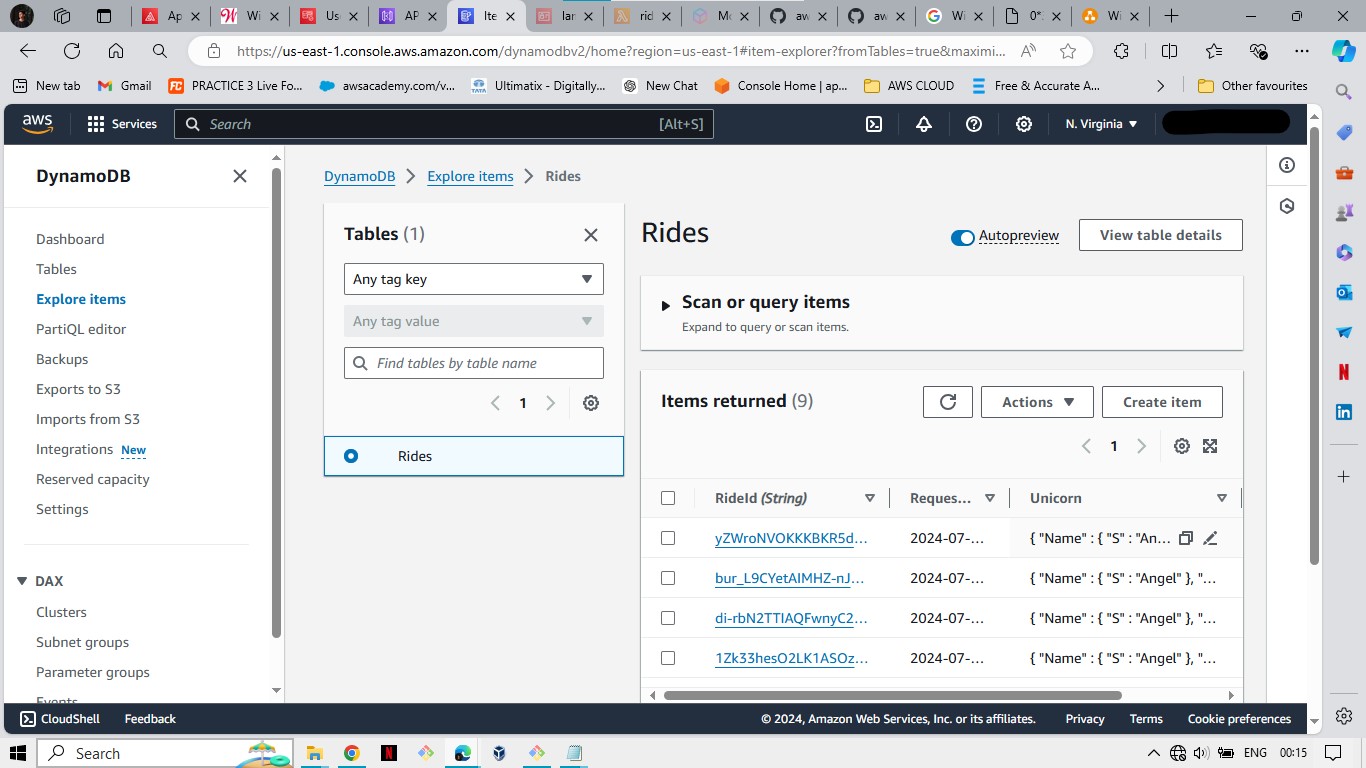 Ap
Wi
Us
AP
Ite
lar
rid
Mo
aw
aw
Wi
0*
Wi
https://us-east-1.console.aws.amazon.com/dynamodbv2/home?region=us-east-1#item-explorer?fromTables=true&maximi...
New tab
Gmail
PRACTICE 3 Live Fo...
awsacademy.com/v...
Ultimatix - Digitally...
New Chat
Console Home | ap...
AWS CLOUD
Free & Accurate A...
Other favourites
aws
Services
Search [Alt+S]
N. Virginia
DynamoDB
Dashboard
Tables
Explore items
PartiQL editor
Backups
Exports to S3
Imports from S3
Integrations New
Reserved capacity
Settings
DAX
Clusters
Subnet groups
Parameter groups
Events
DynamoDB > Explore items > Rides
Tables (1)
Any tag key
Any tag value
Find tables by table name
1
Rides
Rides
Autopreview
View table details
Scan or query items
Expand to query or scan items.
Items returned (9)
Actions
Create item
1
RideId (String) Reques... Unicorn
yZWroNVOKKKBKR5d... 2024-07-... { "Name" : { "S" : "An...
bur_L9CYetAIMHZ-nJ... 2024-07-... { "Name" : { "S" : "Angel" }, "...
di-rbN2TTIAQFwnyC2... 2024-07-... { "Name" : { "S" : "Angel" }, "...
1Zk33hesO2LK1ASOz... 2024-07-... { "Name" : { "S" : "Angel" }, "...
CloudShell
Feedback
© 2024, Amazon Web Services, Inc. or its affiliates.
Privacy
Terms
Cookie preferences
Search
ENG
00:15